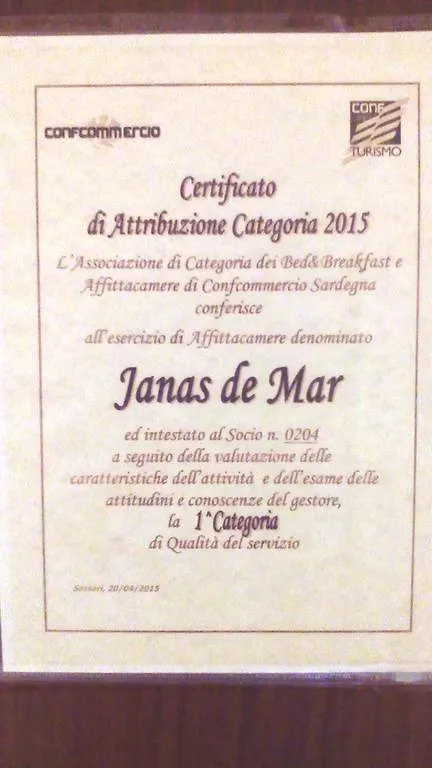 CONFCOMMERCIO
CONF
TURISMO
Certificato
di Attribuzione Categoria 2015
L'Associazione di Categoria dei Bed&Breakfast e
Affittacamere di Confcommercio Sardegna
conferisce
all'esercizio di Affittacamere denominato
Janas de Mar
ed intestato al Socio n. 0204
a seguito della valutazione delle
caratteristiche dell'attività e dell'esame delle
attitudini e conoscenze del gestore,
la 1^Categoria
di Qualità del servizio
Sassari, 20/04/2015